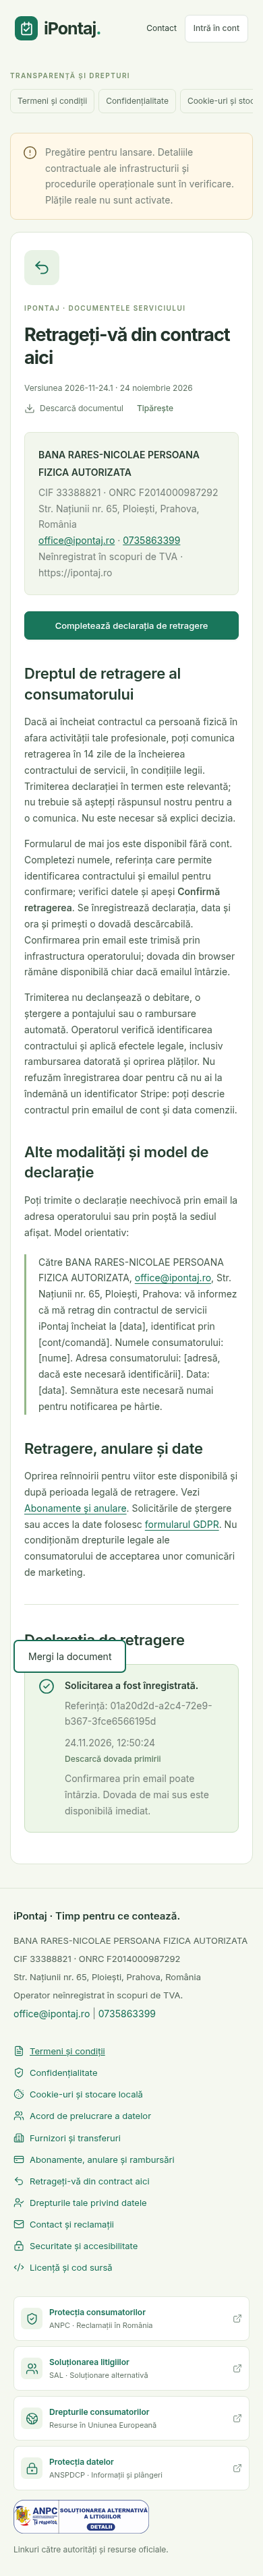 iPontaj.
Contact
Intră în cont
TRANSPARENȚĂ ȘI DREPTURI
Termeni și condiții
Confidențialitate
Cookie-uri și stoc
Pregătire pentru lansare. Detaliile
contractuale ale infrastructurii și
procedurile operaționale sunt în verificare.
Plățile reale nu sunt activate.
IPONTAJ · DOCUMENTELE SERVICIULUI
Retrageți-vă din contract
aici
Versiunea 2026-11-24.1 · 24 noiembrie 2026
Descarcă documentul
Tipărește
BANA RARES-NICOLAE PERSOANA
FIZICA AUTORIZATA
CIF 33388821 · ONRC F2014000987292
Str. Națiunii nr. 65, Ploiești, Prahova,
România
office@ipontaj.ro · 0735863399
Neînregistrat în scopuri de TVA ·
https://ipontaj.ro
Completează declarația de retragere
Dreptul de retragere al
consumatorului
Dacă ai încheiat contractul ca persoană fizică în
afara activității tale profesionale, poți comunica
retragerea în 14 zile de la încheierea
contractului de servicii, în condițiile legii.
Trimiterea declarației în termen este relevantă;
nu trebuie să aștepți răspunsul nostru pentru a
o comunica. Nu este necesar să explici decizia.
Formularul de mai jos este disponibil fără cont.
Completezi numele, referința care permite
identificarea contractului și emailul pentru
confirmare; verifici datele și apeși Confirmă
retragerea. Se înregistrează declarația, data și
ora și primești o dovadă descărcabilă.
Confirmarea prin email este trimisă prin
infrastructura operatorului; dovada din browser
rămâne disponibilă chiar dacă emailul întârzie.
Trimiterea nu declanșează o debitare, o
ștergere a pontajului sau o rambursare
automată. Operatorul verifică identificarea
contractului și aplică efectele legale, inclusiv
rambursarea datorată și oprirea plăților. Nu
refuzăm înregistrarea doar pentru că nu ai la
îndemână un identificator Stripe: poți descrie
contractul prin emailul de cont și data comenzii.
Alte modalități și model de
declarație
Poți trimite o declarație neechivocă prin email la
adresa operatorului sau prin poștă la sediul
afișat. Model orientativ:
Către BANA RARES-NICOLAE PERSOANA
FIZICA AUTORIZATA, office@ipontaj.ro, Str.
Națiunii nr. 65, Ploiești, Prahova: vă informez
că mă retrag din contractul de servicii
iPontaj încheiat la [data], identificat prin
[cont/comandă]. Numele consumatorului:
[nume]. Adresa consumatorului: [adresă,
dacă este necesară identificării]. Data:
[data]. Semnătura este necesară numai
pentru notificarea pe hârtie.
Retragere, anulare și date
Oprirea reînnoirii pentru viitor este disponibilă și
după perioada legală de retragere. Vezi
Abonamente și anulare. Solicitările de ștergere
sau acces la date folosesc formularul GDPR. Nu
condiționăm drepturile legale ale
consumatorului de acceptarea unor comunicări
de marketing.
Declarația de retragere
Mergi la document
Solicitarea a fost înregistrată.
Referință: 01a20d2d-a2c4-72e9-
b367-3fce6566195d
24.11.2026, 12:50:24
Descarcă dovada primirii
Confirmarea prin email poate
întârzia. Dovada de mai sus este
disponibilă imediat.
iPontaj · Timp pentru ce contează.
BANA RARES-NICOLAE PERSOANA FIZICA AUTORIZATA
CIF 33388821 · ONRC F2014000987292
Str. Națiunii nr. 65, Ploiești, Prahova, România
Operator neînregistrat în scopuri de TVA.
office@ipontaj.ro | 0735863399
Termeni și condiții
Confidențialitate
Cookie-uri și stocare locală
Acord de prelucrare a datelor
Furnizori și transferuri
Abonamente, anulare și rambursări
Retrageți-vă din contract aici
Drepturile tale privind datele
Contact și reclamații
Securitate și accesibilitate
Licență și cod sursă
Protecția consumatorilor
ANPC · Reclamații în România
Soluționarea litigiilor
SAL · Soluționare alternativă
Drepturile consumatorilor
Resurse în Uniunea Europeană
Protecția datelor
ANSPDCP · Informații și plângeri
ANPC
Te respectă
SOLUȚIONAREA ALTERNATIVĂ
A LITIGIILOR
DETALII
Linkuri către autorități și resurse oficiale.